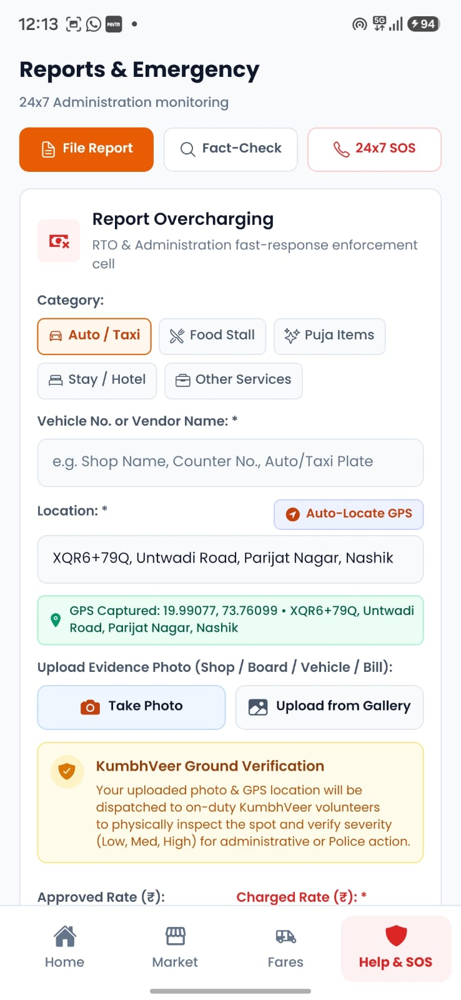 12:13
Paytm
5G
94
Reports & Emergency
24x7 Administration monitoring
File Report
Fact-Check
24x7 SOS
Report Overcharging
RTO & Administration fast-response enforcement
cell
Category:
Auto / Taxi
Food Stall
Puja Items
Stay / Hotel
Other Services
Vehicle No. or Vendor Name: *
e.g. Shop Name, Counter No., Auto/Taxi Plate
Location: *
Auto-Locate GPS
XQR6+79Q, Untwadi Road, Parijat Nagar, Nashik
GPS Captured: 19.99077, 73.76099 • XQR6+79Q, Untwadi
Road, Parijat Nagar, Nashik
Upload Evidence Photo (Shop / Board / Vehicle / Bill):
Take Photo
Upload from Gallery
KumbhVeer Ground Verification
Your uploaded photo & GPS location will be
dispatched to on-duty KumbhVeer volunteers
to physically inspect the spot and verify severity
(Low, Med, High) for administrative or Police action.
Approved Rate (₹):
Charged Rate (₹): *
Home
Market
Fares
Help & SOS